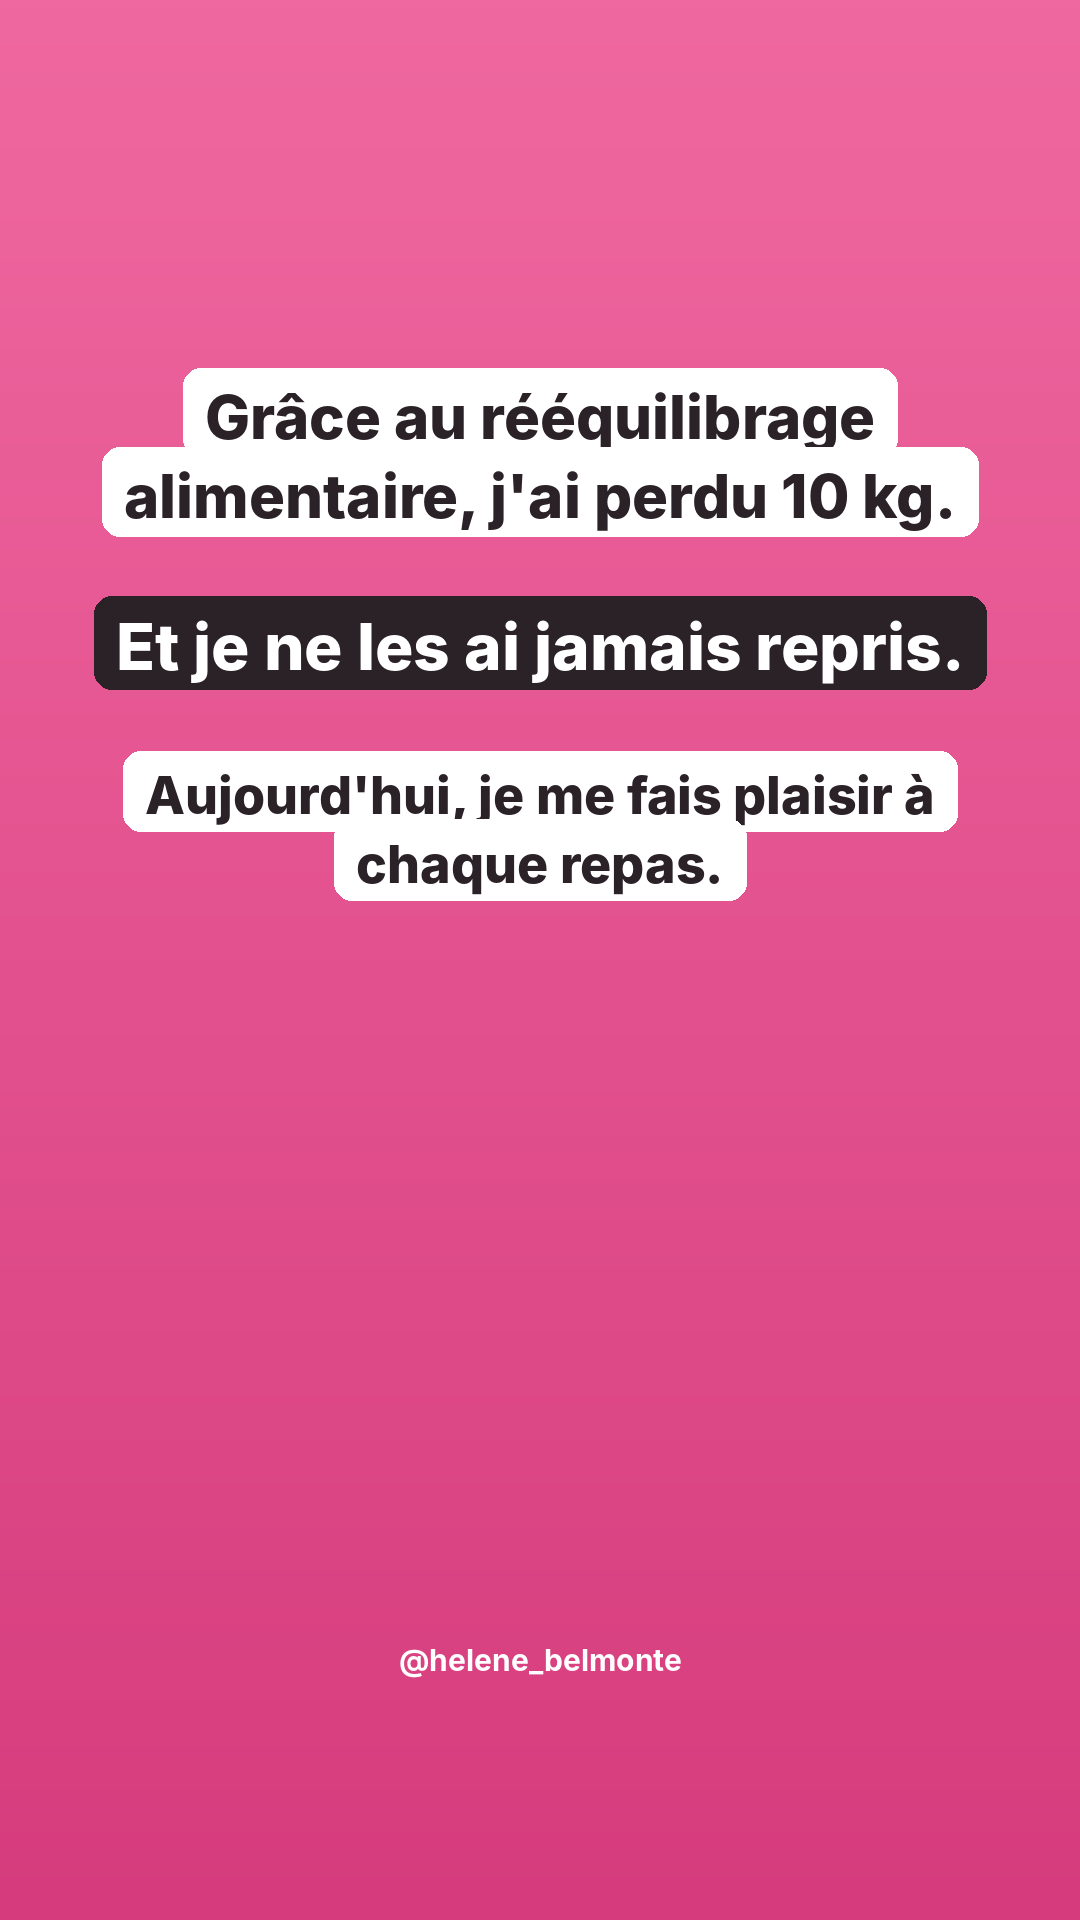 Grâce au rééquilibrage
alimentaire, j'ai perdu 10 kg.
Et je ne les ai jamais repris.
Aujourd'hui, je me fais plaisir à
chaque repas.
@helene_belmonte